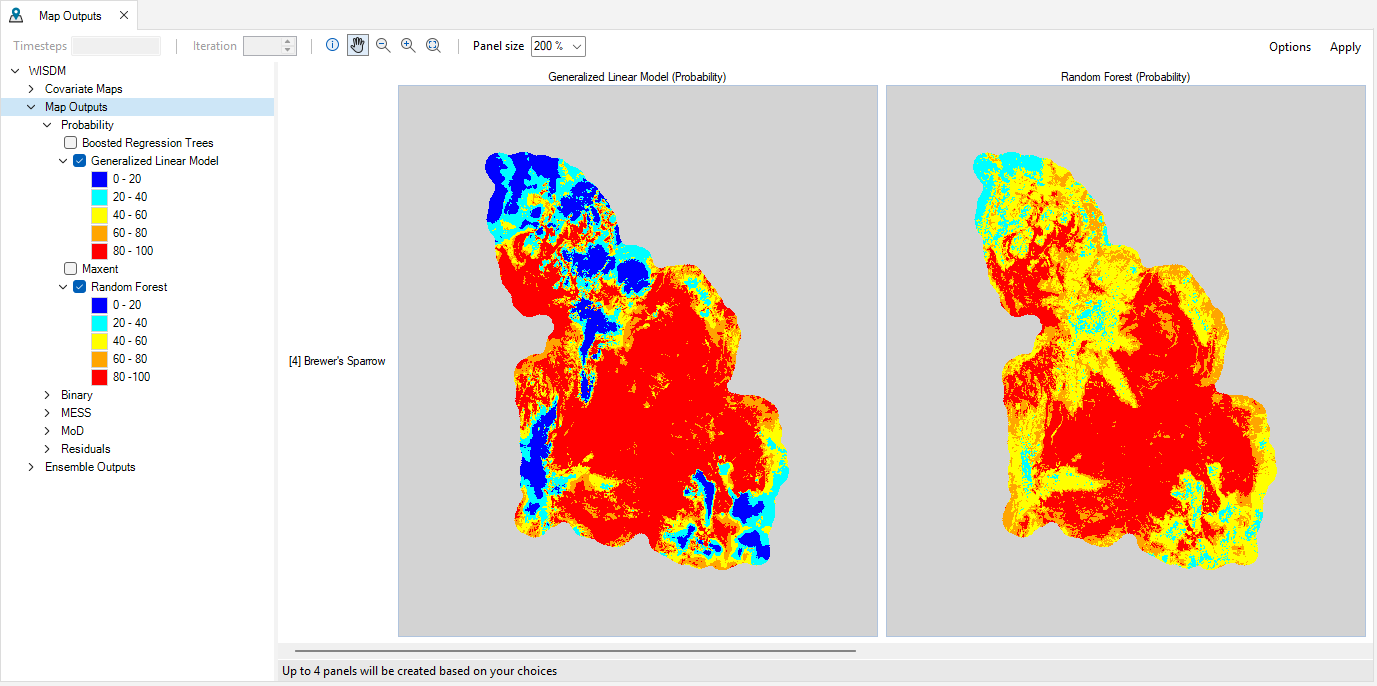 Map Outputs
Timesteps
Iteration
Panel size
200 %
Options
Apply
WISDM
Covariate Maps
Map Outputs
Probability
Boosted Regression Trees
Generalized Linear Model
0 - 20
20 - 40
40 - 60
60 - 80
80 - 100
Maxent
Random Forest
0 - 20
20 - 40
40 - 60
60 - 80
80 -100
Binary
MESS
MoD
Residuals
Ensemble Outputs
Generalized Linear Model (Probability)
Random Forest (Probability)
[4] Brewer's Sparrow
Up to 4 panels will be created based on your choices